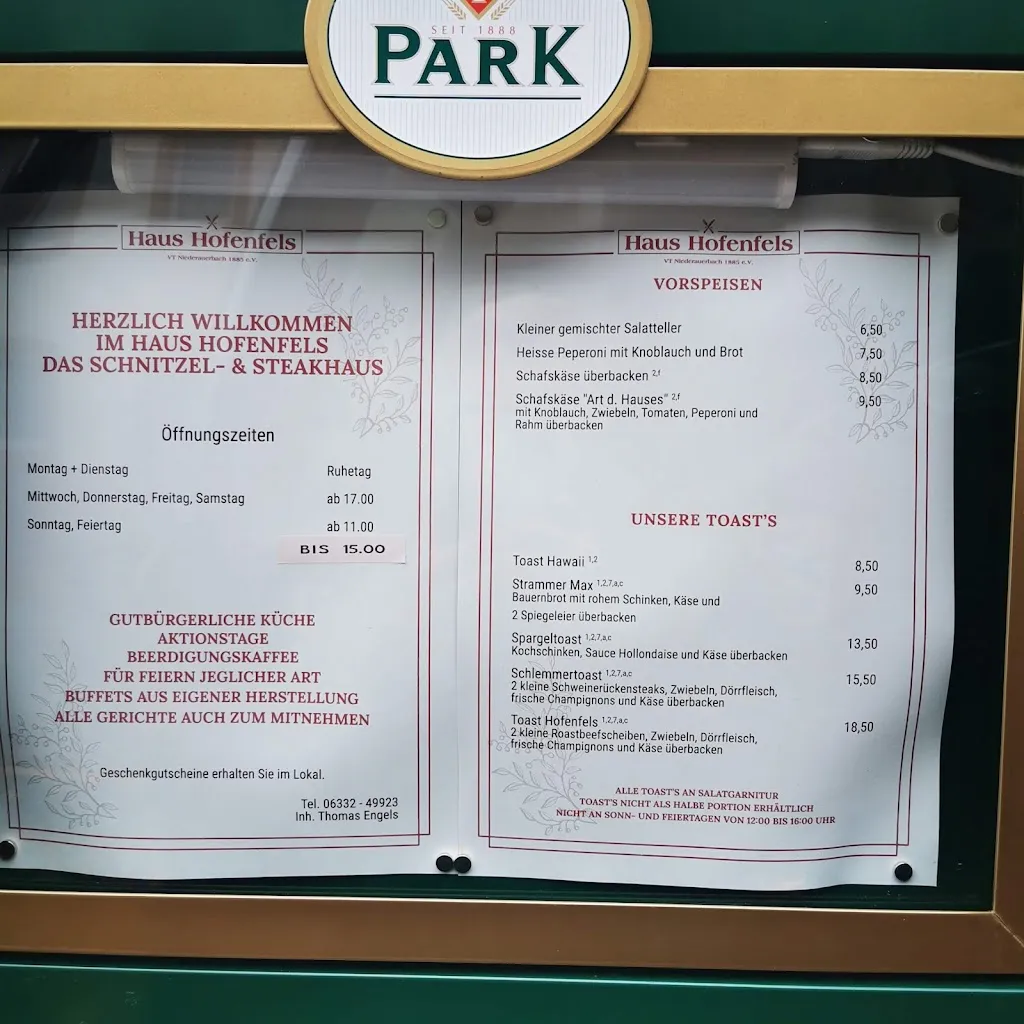 SEIT 1888
PARK
Haus Hofenfels
VT Niederauerbach 1885 e.V.
HERZLICH WILLKOMMEN
IM HAUS HOFENFELS
DAS SCHNITZEL- & STEAKHAUS
Öffnungszeiten
Montag + Dienstag Ruhetag
Mittwoch, Donnerstag, Freitag, Samstag ab 17.00
Sonntag, Feiertag ab 11.00
BIS 15.00
GUTBÜRGERLICHE KÜCHE
AKTIONSTAGE
BEERDIGUNGSKAFFEE
FÜR FEIERN JEGLICHER ART
BUFFETS AUS EIGENER HERSTELLUNG
ALLE GERICHTE AUCH ZUM MITNEHMEN
Geschenkgutscheine erhalten Sie im Lokal.
Tel. 06332 - 49923
Inh. Thomas Engels
Haus Hofenfels
VT Niederauerbach 1885 e.V.
VORSPEISEN
Kleiner gemischter Salatteller 6,50
Heisse Peperoni mit Knoblauch und Brot 7,50
Schafskäse überbacken 2,f 8,50
Schafskäse "Art d. Hauses" 2,f 9,50
mit Knoblauch, Zwiebeln, Tomaten, Peperoni und
Rahm überbacken
UNSERE TOAST'S
Toast Hawaii 1,2 8,50
Strammer Max 1,2,7,a,c 9,50
Bauernbrot mit rohem Schinken, Käse und
2 Spiegeleier überbacken
Spargeltoast 1,2,7,a,c 13,50
Kochschinken, Sauce Hollondaise und Käse überbacken
Schlemmertoast 1,2,7,a,c 15,50
2 kleine Schweinerückensteaks, Zwiebeln, Dörrfleisch,
frische Champignons und Käse überbacken
Toast Hofenfels 1,2,7,a,c 18,50
2 kleine Roastbeefscheiben, Zwiebeln, Dörrfleisch,
frische Champignons und Käse überbacken
ALLE TOAST'S AN SALATGARNITUR
TOAST'S NICHT ALS HALBE PORTION ERHÄLTLICH
NICHT AN SONN- UND FEIERTAGEN VON 12:00 BIS 16:00 UHR